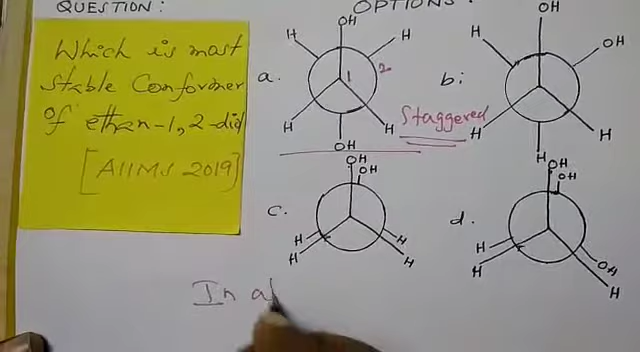 QUESTION:
OPTIONS:
Which is most
stable Conformer
of ethan-1,2-diol
[AIIMS 2019]
a.
OH
H
H
1
2
H
H
OH
b:
OH
H
OH
H
H
H
Staggered
c.
OH
OH
H
H
H
H
d.
OH
OH
H
H
OH
H
In a